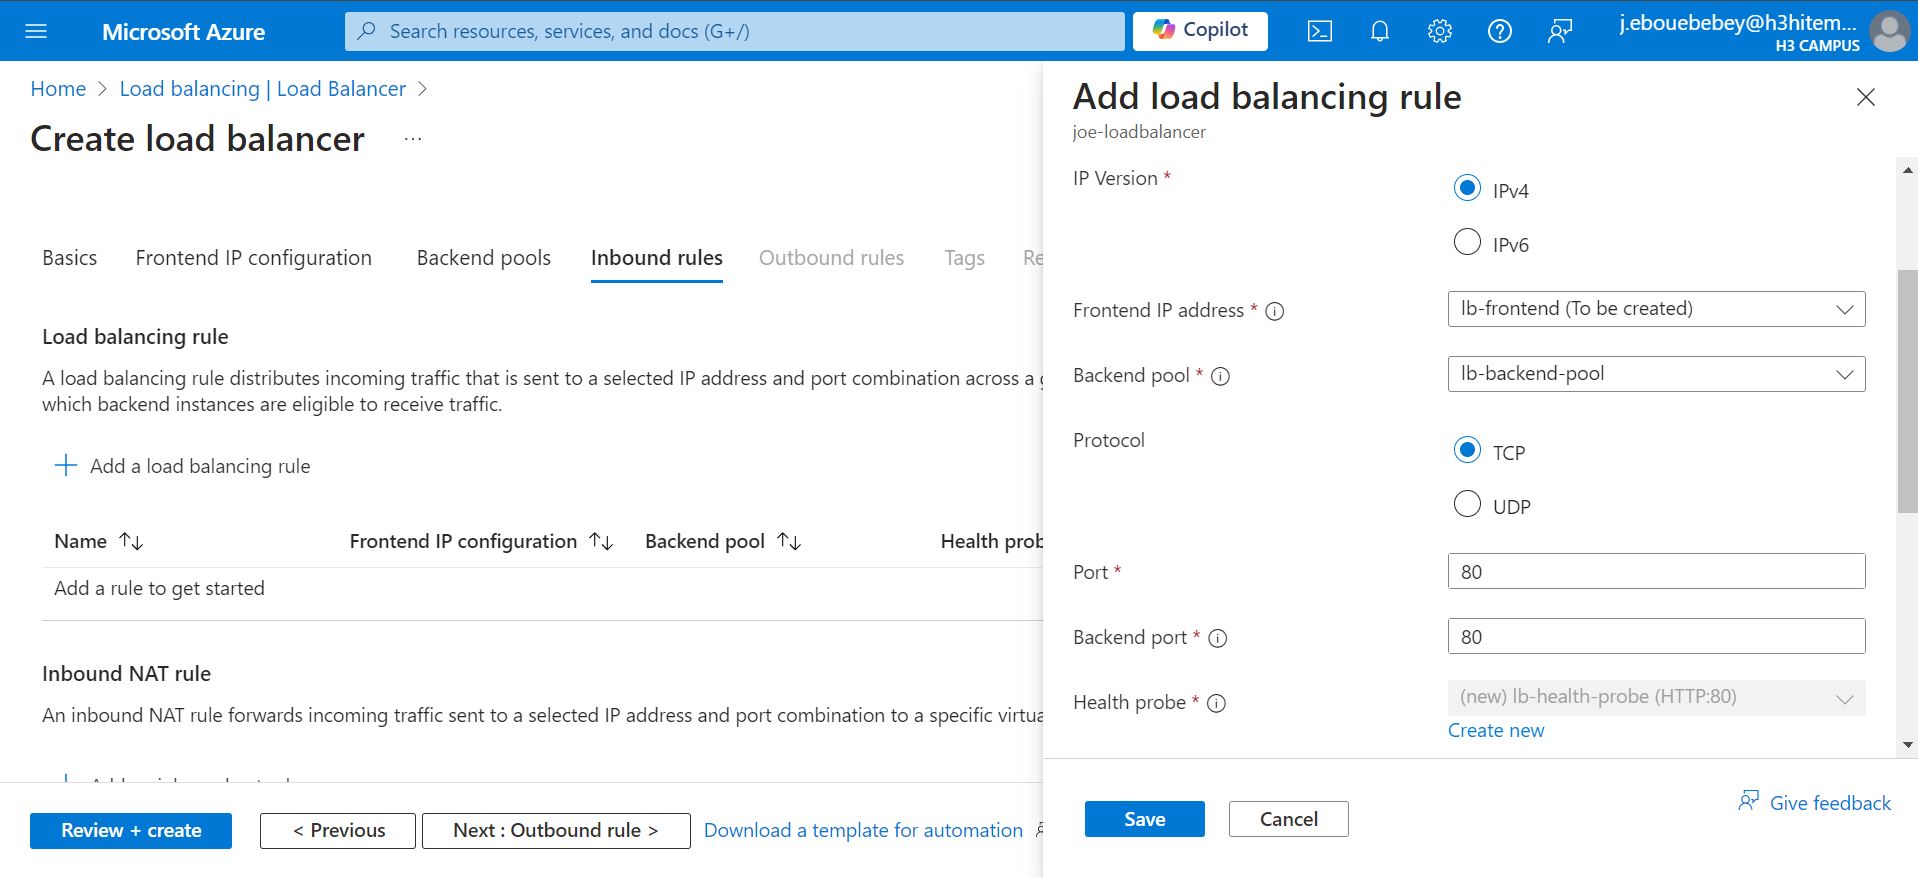 Microsoft Azure
Search resources, services, and docs (G+/)
Copilot
j.ebouebebey@h3hitem...
H3 CAMPUS
Home > Load balancing | Load Balancer >
Create load balancer ...
Basics Frontend IP configuration Backend pools Inbound rules Outbound rules Tags Re
Load balancing rule
A load balancing rule distributes incoming traffic that is sent to a selected IP address and port combination across a
which backend instances are eligible to receive traffic.
Add a load balancing rule
Name Frontend IP configuration Backend pool Health prob
Add a rule to get started
Inbound NAT rule
An inbound NAT rule forwards incoming traffic sent to a selected IP address and port combination to a specific virtua
Review + create
< Previous
Next : Outbound rule >
Download a template for automation
Add load balancing rule
joe-loadbalancer
IP Version *
IPv4
IPv6
Frontend IP address *
lb-frontend (To be created)
Backend pool *
lb-backend-pool
Protocol
TCP
UDP
Port *
80
Backend port *
80
Health probe *
(new) lb-health-probe (HTTP:80)
Create new
Save
Cancel
Give feedback